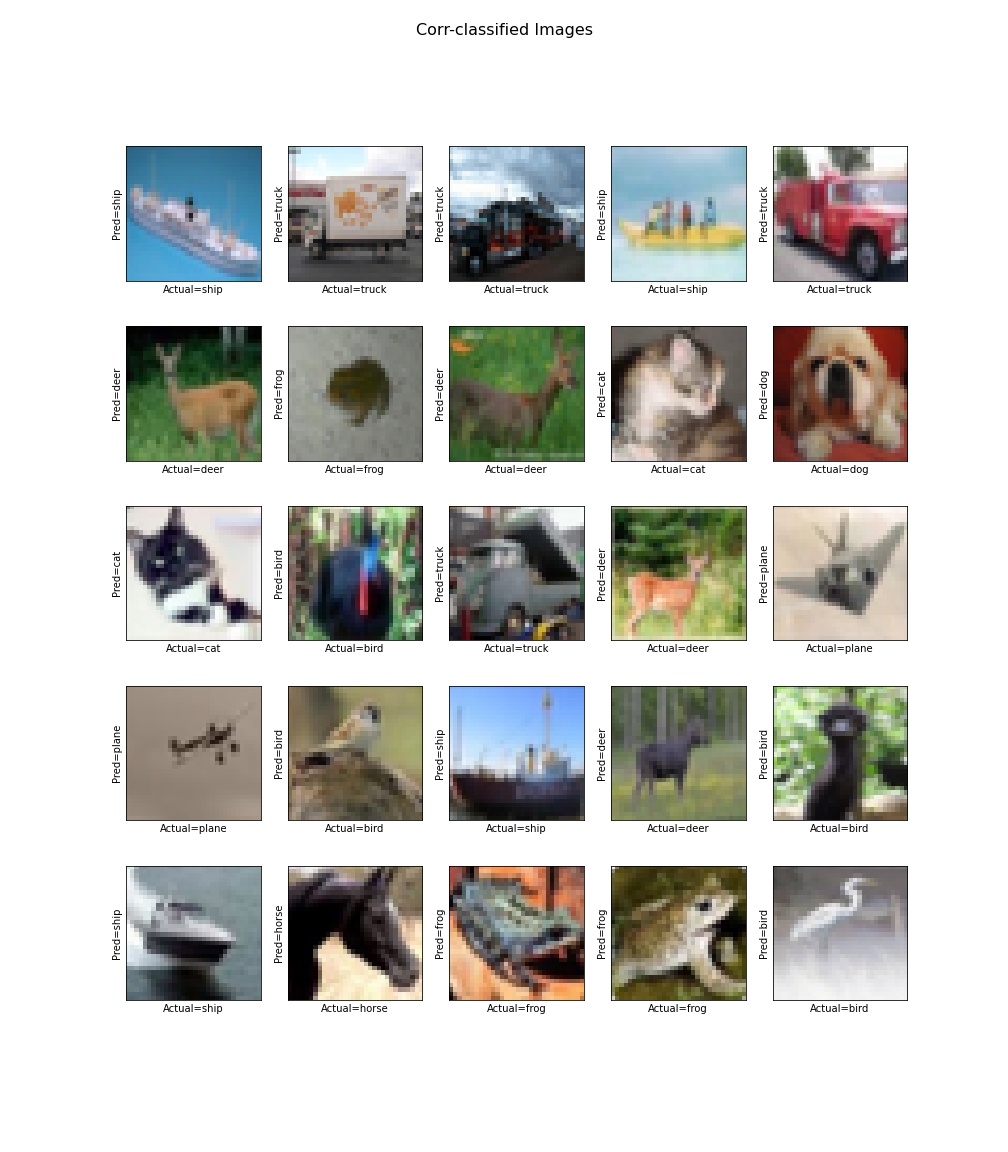 Corr-classified Images
Pred=ship
Actual=ship
Pred=truck
Actual=truck
Pred=truck
Actual=truck
Pred=ship
Actual=ship
Pred=truck
Actual=truck
Pred=deer
Actual=deer
Pred=frog
Actual=frog
Pred=deer
Actual=deer
Pred=cat
Actual=cat
Pred=dog
Actual=dog
Pred=cat
Actual=cat
Pred=bird
Actual=bird
Pred=truck
Actual=truck
Pred=deer
Actual=deer
Pred=plane
Actual=plane
Pred=plane
Actual=plane
Pred=bird
Actual=bird
Pred=ship
Actual=ship
Pred=deer
Actual=deer
Pred=bird
Actual=bird
Pred=ship
Actual=ship
Pred=horse
Actual=horse
Pred=frog
Actual=frog
Pred=frog
Actual=frog
Pred=bird
Actual=bird